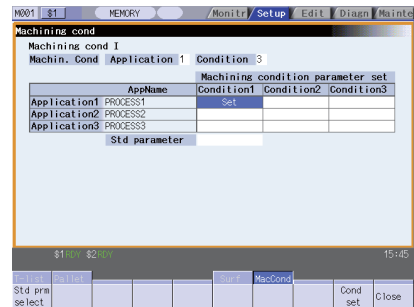 M001 $1 MEMORY Monitr Setup Edit Diagn Mainte
Machining cond
Machining cond I
Machin. Cond Application 1 Condition 3
Machining condition parameter set
AppName Condition1 Condition2 Condition3
Application1 PROCESS1 Set
Application2 PROCESS2
Application3 PROCESS3
Std parameter
$1 RDY $2 RDY 15:45
T-list Pallet Surf MacCond
Std prm select Cond set Close